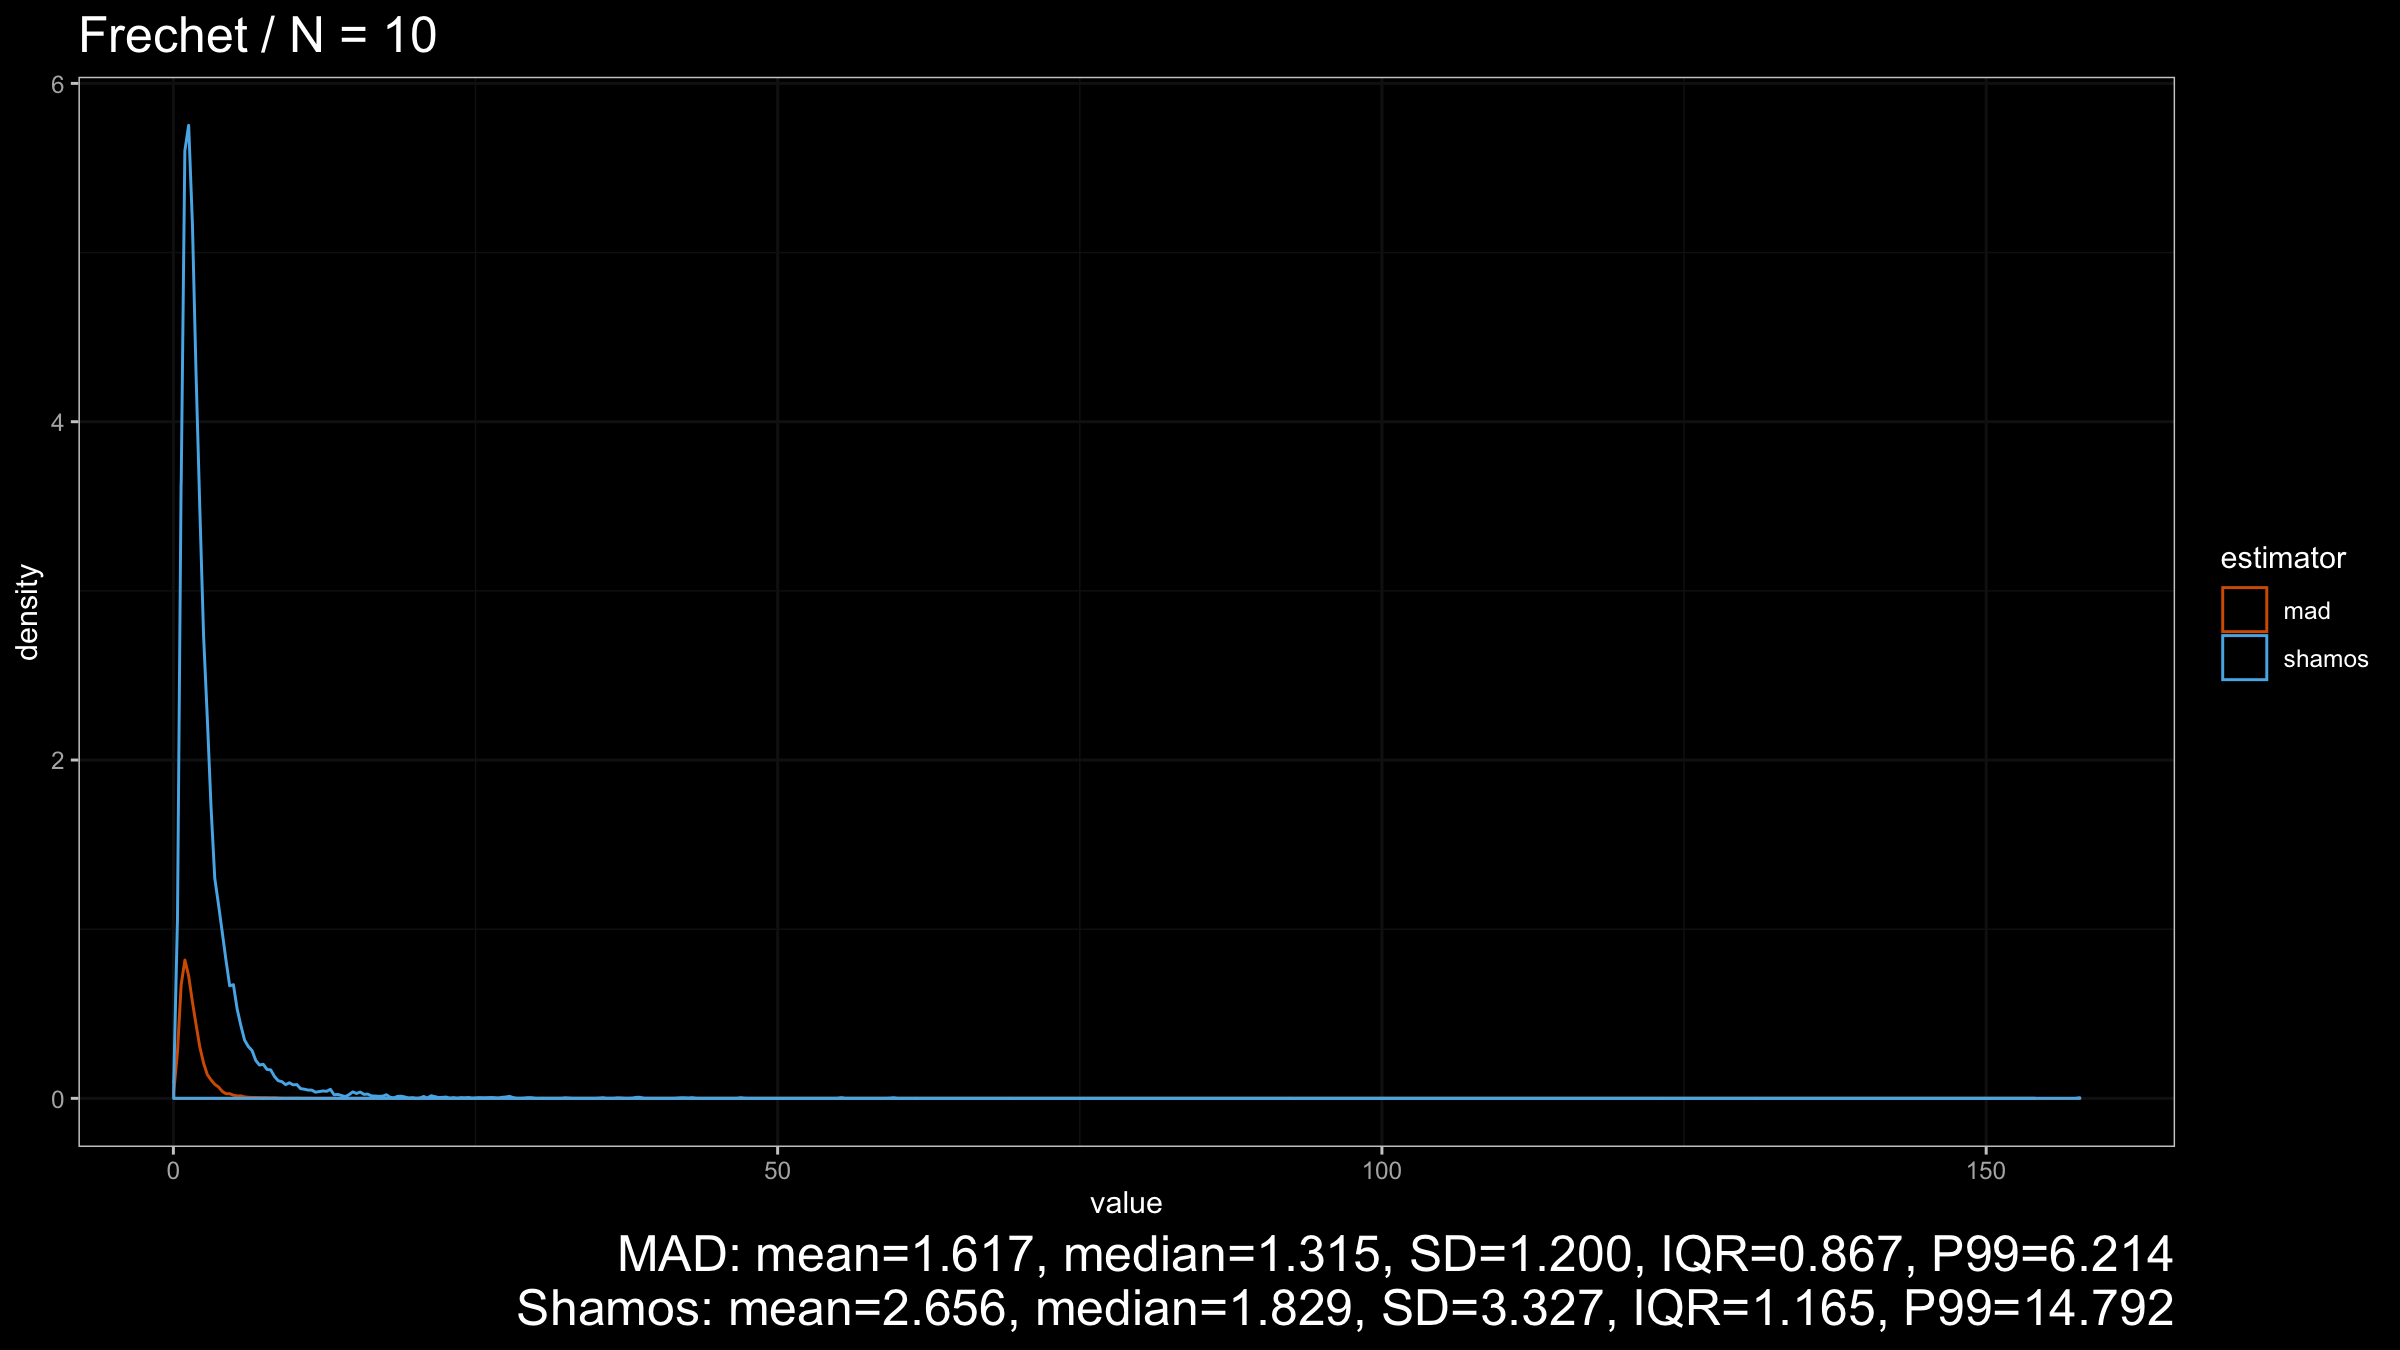 Frechet / N = 10
6
4
2
0
density
0
50
100
150
value
estimator
mad
shamos
MAD: mean=1.617, median=1.315, SD=1.200, IQR=0.867, P99=6.214
Shamos: mean=2.656, median=1.829, SD=3.327, IQR=1.165, P99=14.792